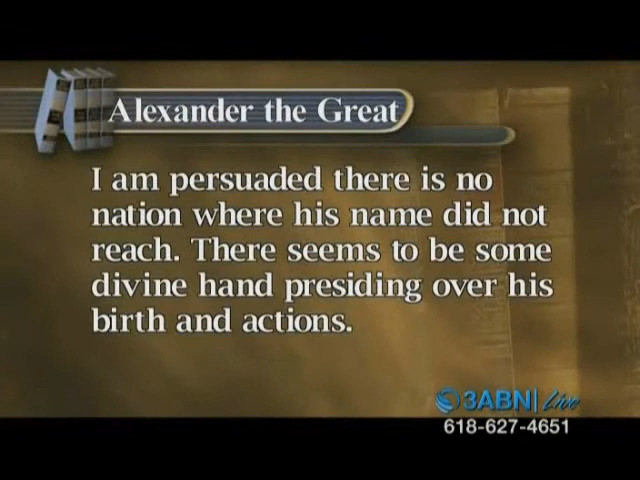 Alexander the Great
I am persuaded there is no
nation where his name did not
reach. There seems to be some
divine hand presiding over his
birth and actions.
3ABN Live
618-627-4651